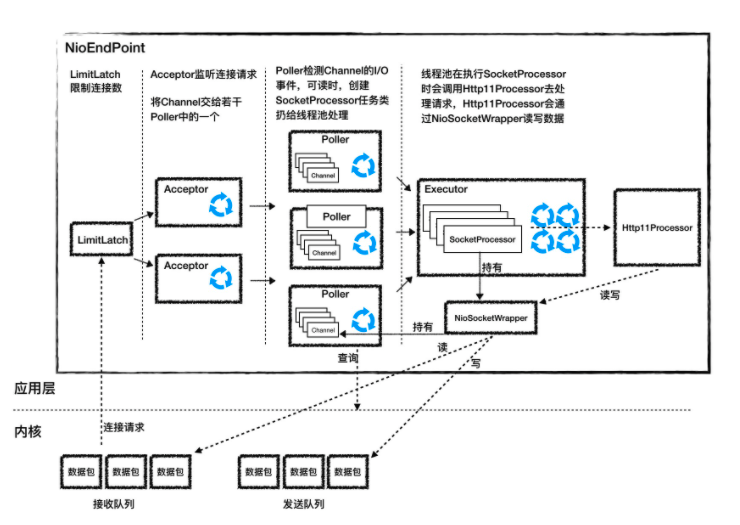 NioEndPoint
LimitLatch
限制连接数
Acceptor监听连接请求
将Channel交给若干
Poller中的一个
Poller检测Channel的I/O
事件，可读时，创建
SocketProcessor任务类
扔给线程池处理
线程池在执行SocketProcessor
时会调用Http11Processor去处
理请求，Http11Processor会通
过NioSocketWrapper读写数据
Poller
Channel
Acceptor
Executor
Poller
Channel
SocketProcessor
Http11Processor
LimitLatch
Acceptor
持有
Poller
Channel
读写
NioSocketWrapper
持有
查询
读
写
应用层
内核
连接请求
数据包
数据包
数据包
数据包
数据包
数据包
接收队列
发送队列